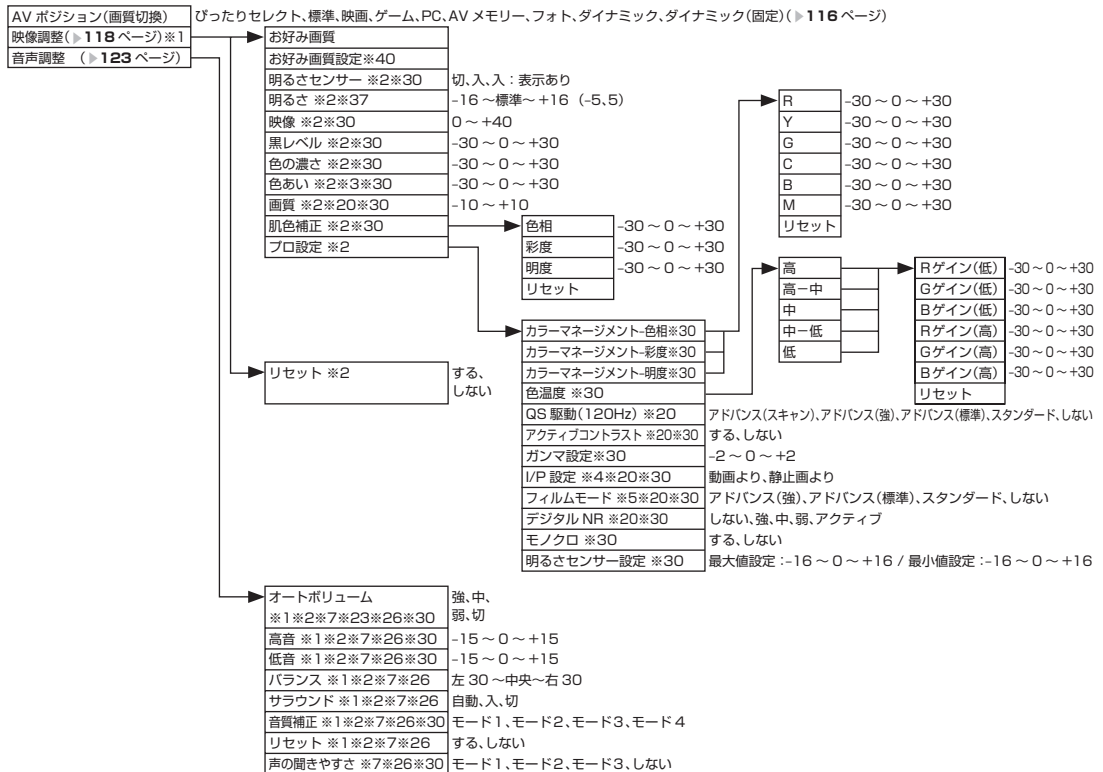 AV ポジション(画質切換) ぴったりセレクト、標準、映画、ゲーム、PC、AV メモリー、フォト、ダイナミック、ダイナミック(固定)(▶116 ページ)
映像調整(▶118 ページ)※1
音声調整 (▶123 ページ)
お好み画質
お好み画質設定※40
明るさセンサー ※2※30 切、入、入:表示あり
明るさ ※2※37 -16 ~標準~ +16 (-5、5)
映像 ※2※30 0 ~ +40
黒レベル ※2※30 -30 ~ 0 ~ +30
色の濃さ ※2※30 -30 ~ 0 ~ +30
色あい ※2※3※30 -30 ~ 0 ~ +30
画質 ※2※20※30 -10 ~ +10
肌色補正 ※2※30
プロ設定 ※2
リセット ※2 する、
しない
色相 -30 ~ 0 ~ +30
彩度 -30 ~ 0 ~ +30
明度 -30 ~ 0 ~ +30
リセット
カラーマネージメント-色相※30
カラーマネージメント-彩度※30
カラーマネージメント-明度※30
色温度 ※30
QS 駆動(120Hz) ※20 アドバンス(スキャン)、アドバンス(強)、アドバンス(標準)、スタンダード、しない
アクティブコントラスト ※20※30 する、しない
ガンマ設定※30 -2 ~ 0 ~ +2
I/P 設定 ※4※20※30 動画より、静止画より
フィルムモード ※5※20※30 アドバンス(強)、アドバンス(標準)、スタンダード、しない
デジタル NR ※20※30 しない、強、中、弱、アクティブ
モノクロ ※30 する、しない
明るさセンサー設定 ※30 最大値設定 :-16 ~ 0 ~ +16 / 最小値設定 :-16 ~ 0 ~ +16
R -30 ~ 0 ~ +30
Y -30 ~ 0 ~ +30
G -30 ~ 0 ~ +30
C -30 ~ 0 ~ +30
B -30 ~ 0 ~ +30
M -30 ~ 0 ~ +30
リセット
高
高-中
中
中-低
低
R ゲイン(低) -30 ~ 0 ~ +30
G ゲイン(低) -30 ~ 0 ~ +30
B ゲイン(低) -30 ~ 0 ~ +30
R ゲイン(高) -30 ~ 0 ~ +30
G ゲイン(高) -30 ~ 0 ~ +30
B ゲイン(高) -30 ~ 0 ~ +30
リセット
オートボリューム 強、中、
※1※2※7※23※26※30 弱、切
高音 ※1※2※7※26※30 -15 ~ 0 ~ +15
低音 ※1※2※7※26※30 -15 ~ 0 ~ +15
バランス ※1※2※7※26 左 30 ~中央~右 30
サラウンド ※1※2※7※26 自動、入、切
音質補正 ※1※2※7※26※30 モード1、モード2、モード3、モード 4
リセット ※1※2※7※26 する、しない
声の聞きやすさ ※7※26※30 モード1、モード2、モード3、しない